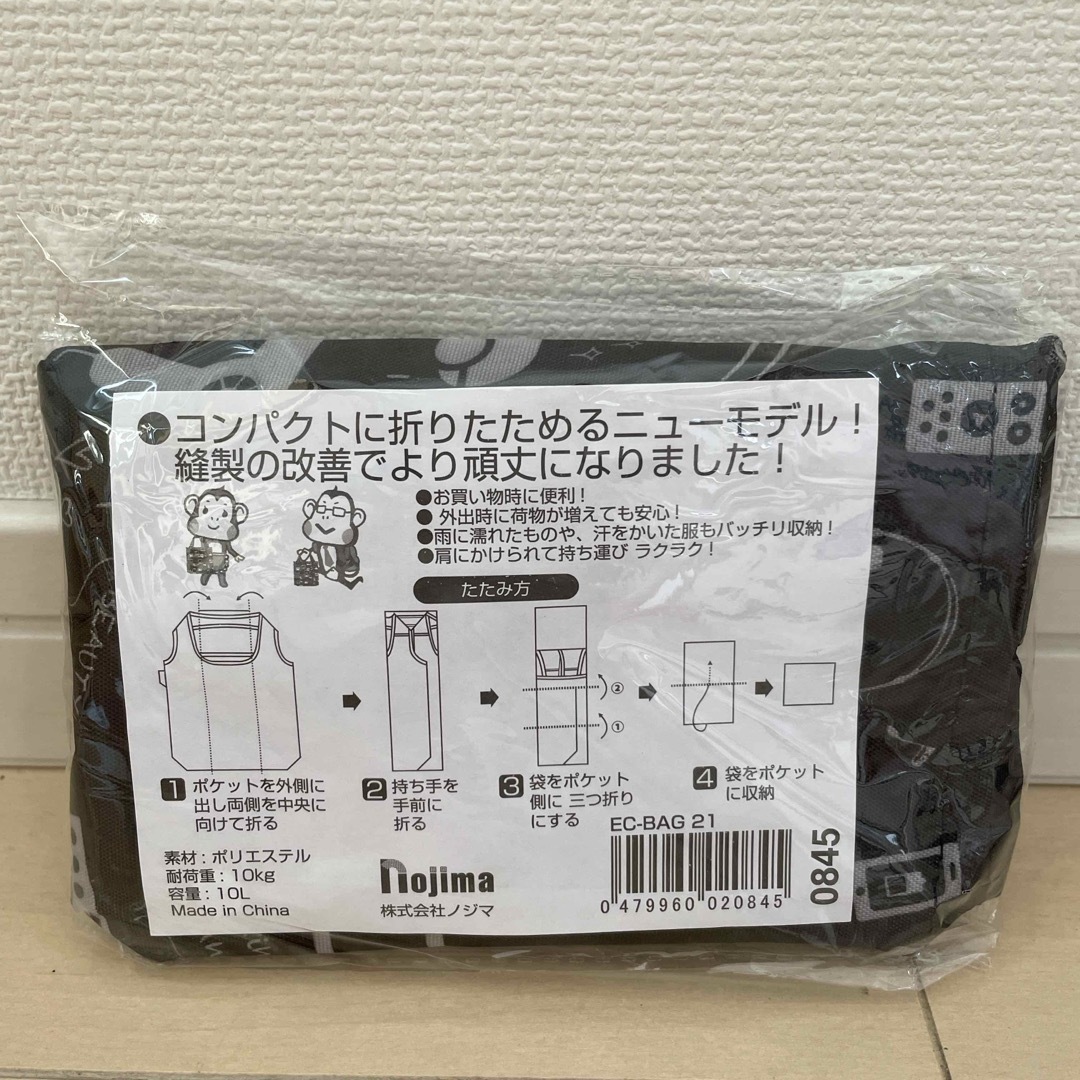 ●コンパクトに折りたためるニューモデル！
縫製の改善でより頑丈になりました！
●お買い物時に便利！
●外出時に荷物が増えても安心！
●雨に濡れたものや、汗をかいた服もバッチリ収納！
●肩にかけられて持ち運び ラクラク！
たたみ方
②
①
1 ポケットを外側に
出し両側を中央に
向けて折る
2 持ち手を
手前に
折る
3 袋をポケット
側に 三つ折り
にする
4 袋をポケット
に収納
素材：ポリエステル
耐荷重：10kg
容量：10L
Made in China
nojima
株式会社ノジマ
EC-BAG 21
0 479960 020845
0845